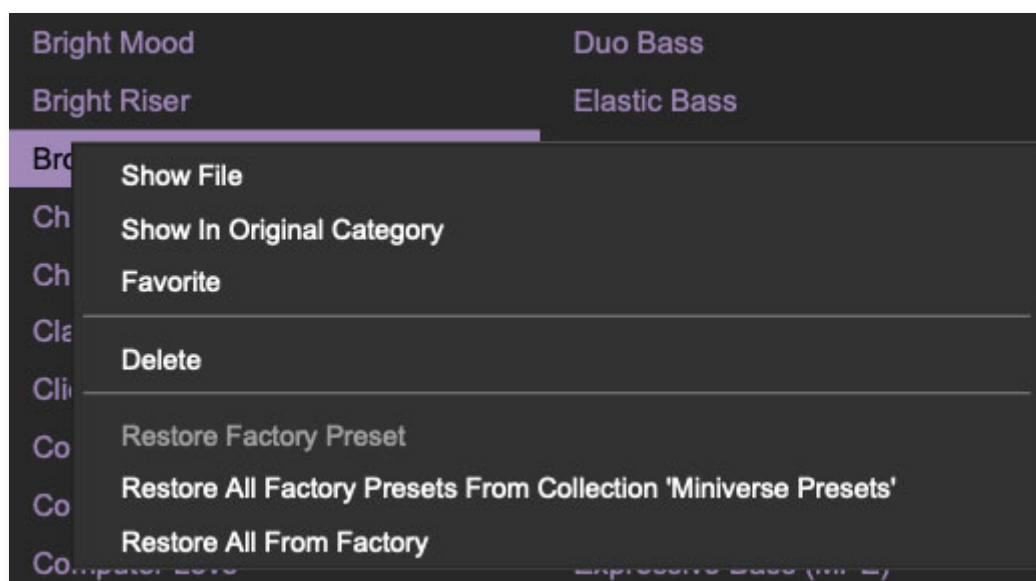 Bright Mood
Duo Bass
Bright Riser
Elastic Bass
Show File
Show In Original Category
Favorite
Delete
Restore Factory Preset
Restore All Factory Presets From Collection 'Miniverse Presets'
Restore All From Factory